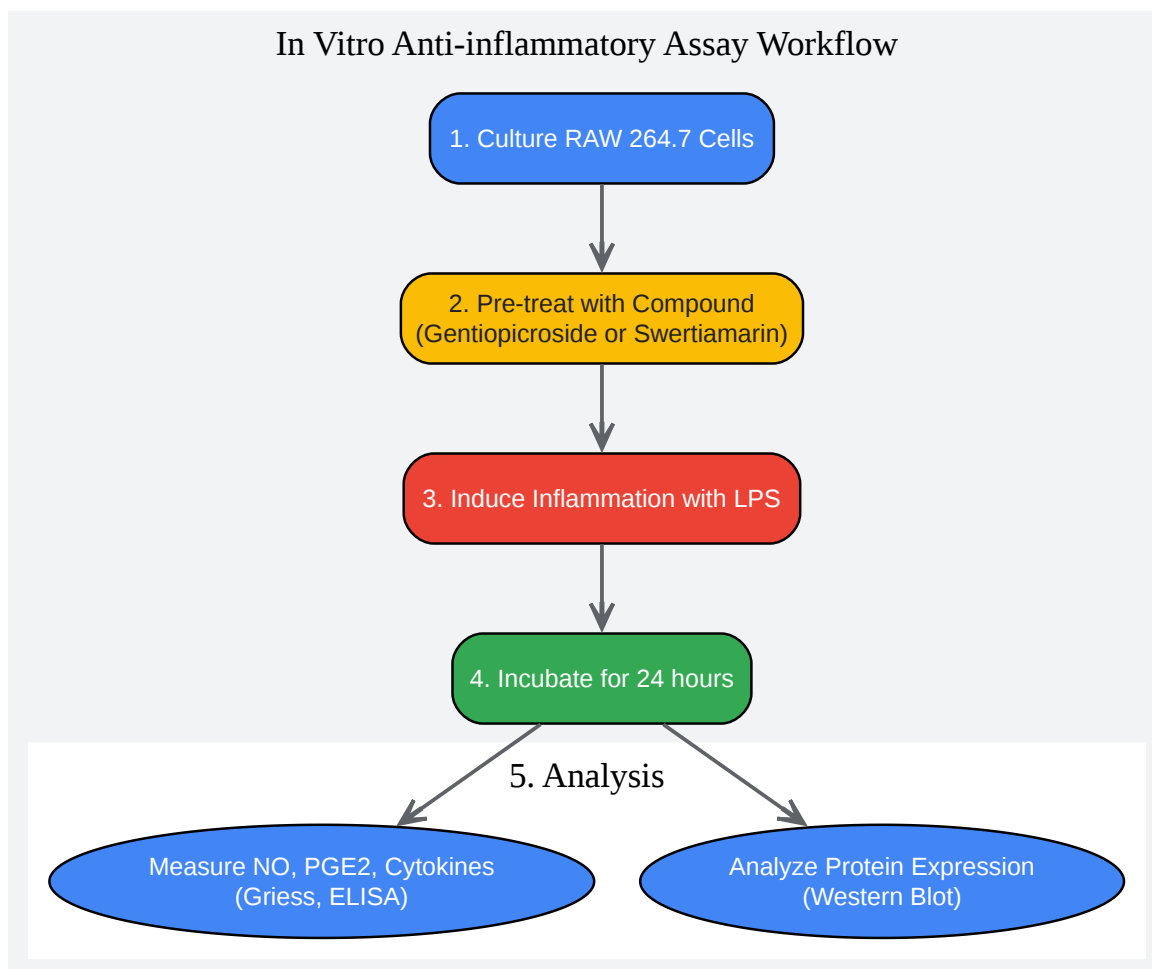 In Vitro Anti-inflammatory Assay Workflow
1. Culture RAW 264.7 Cells
2. Pre-treat with Compound
(Gentiopicroside or Swertiamarin)
3. Induce Inflammation with LPS
4. Incubate for 24 hours
5. Analysis
Measure NO, PGE2, Cytokines
(Griess, ELISA)
Analyze Protein Expression
(Western Blot)